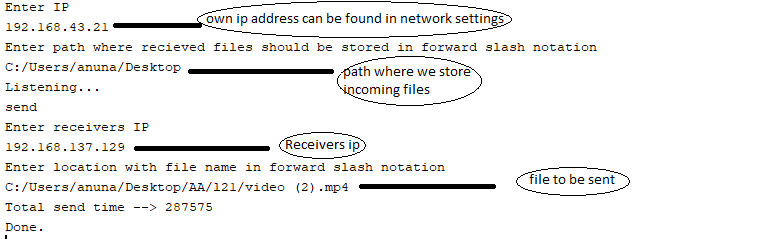 Enter IP
192.168.43.21
own ip address can be found in network settings
Enter path where recieved files should be stored in forward slash notation
C:/Users/anuna/Desktop
path where we store
incoming files
Listening...
send
Enter receivers IP
192.168.137.129
Receivers ip
Enter location with file name in forward slash notation
C:/Users/anuna/Desktop/AA/121/video (2).mp4
file to be sent
Total send time --> 287575
Done.